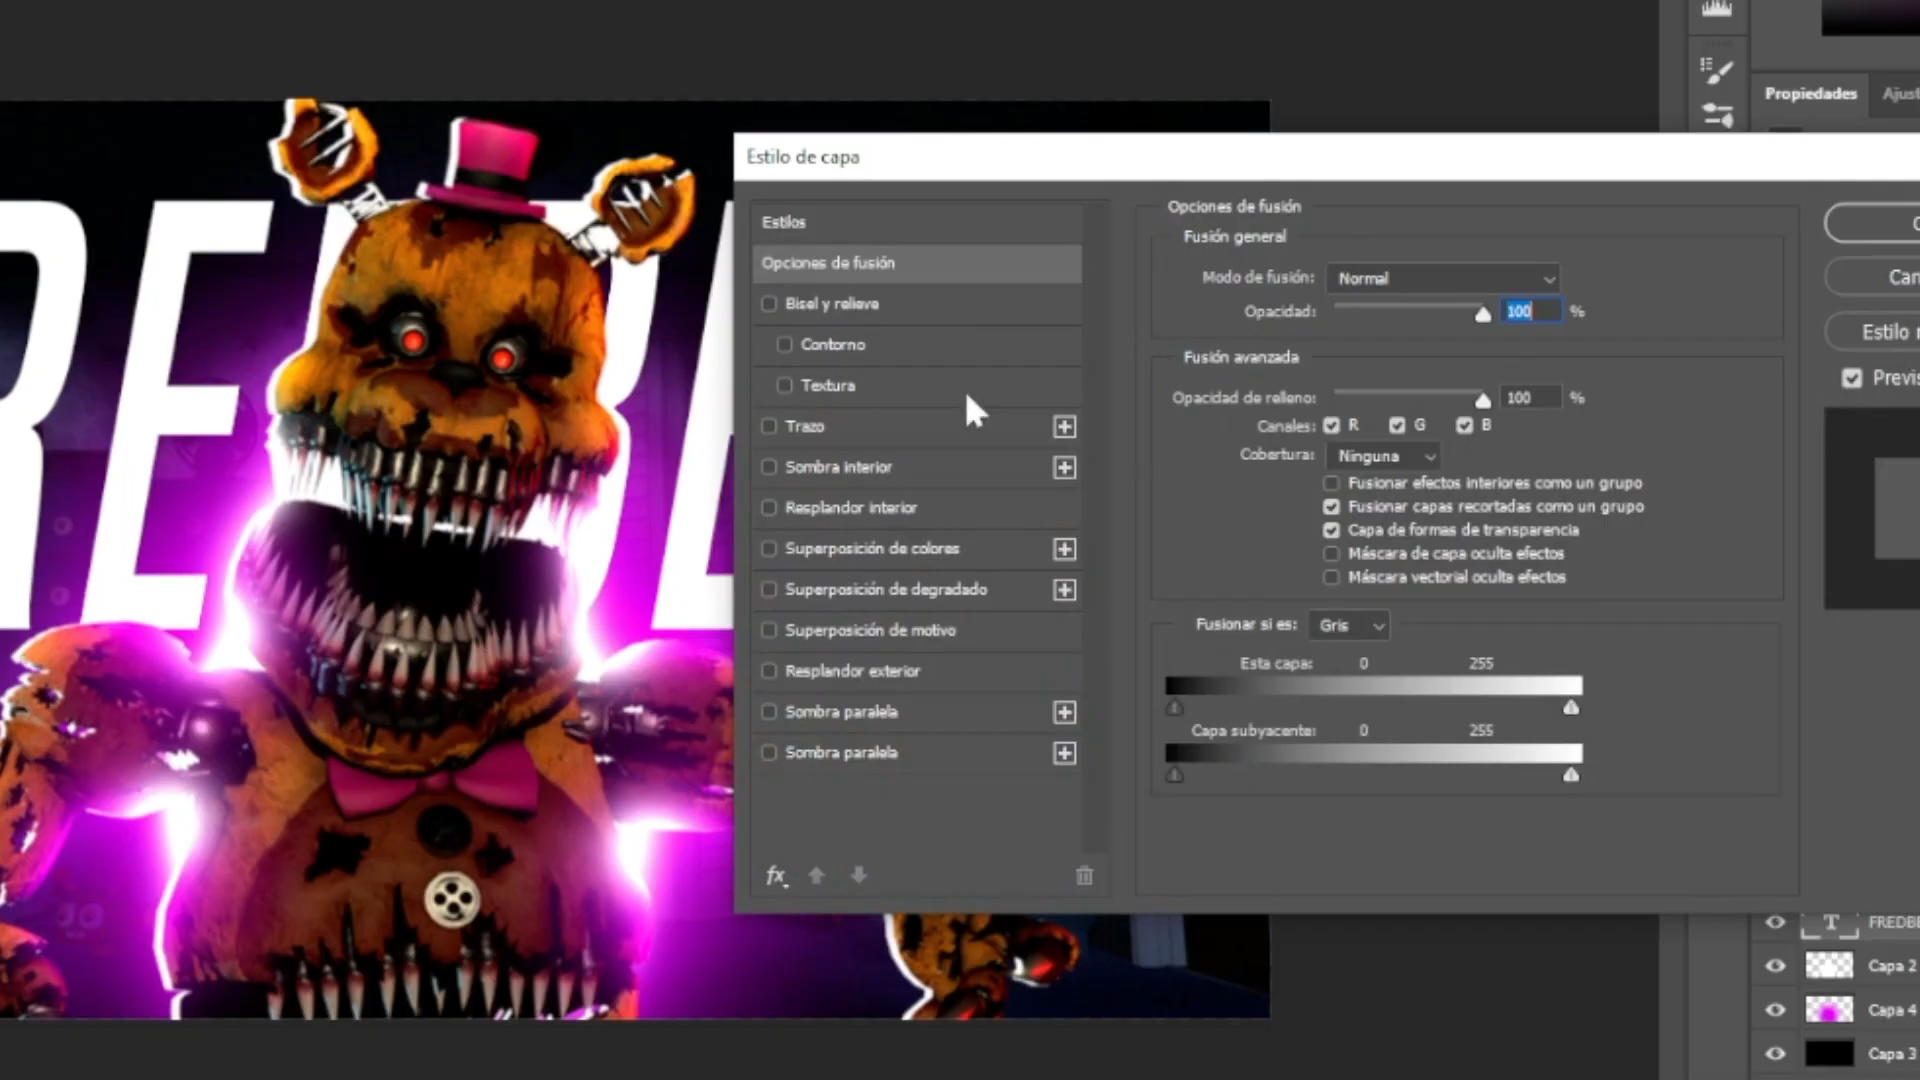 Propiedades Ajust
Estilo de capa
Estilos
Opciones de fusión
Bisel y relieve
Contorno
Textura
Trazo
Sombra interior
Resplandor interior
Superposición de colores
Superposición de degradado
Superposición de motivo
Resplandor exterior
Sombra paralela
Sombra paralela
fx
Opciones de fusión
Fusión general
Modo de fusión: Normal
Opacidad: 100 %
Fusión avanzada
Opacidad de relleno: 100 %
Canales: R G B
Cobertura: Ninguna
Fusionar efectos interiores como un grupo
Fusionar capas recortadas como un grupo
Capa de formas de transparencia
Máscara de capa oculta efectos
Máscara vectorial oculta efectos
Fusionar si es: Gris
Esta capa: 0 255
Capa subyacente: 0 255
Can
Estilo
Previs
T FREDBE
Capa 2
Capa 4
Capa 3